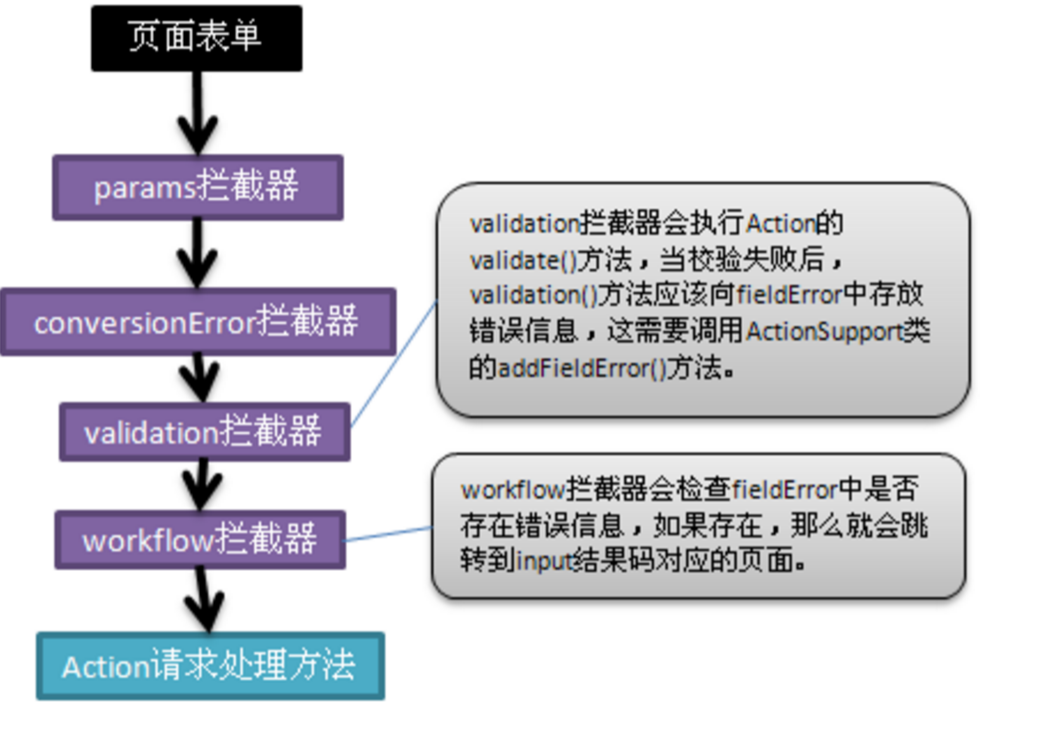 页面表单
params拦截器
conversionError拦截器
validation拦截器
workflow拦截器
Action请求处理方法
validation拦截器会执行Action的
validate()方法，当校验失败后，
validation()方法应该向fieldError中存放
错误信息，这需要调用ActionSupport类
的addFieldError()方法。
workflow拦截器会检查fieldError中是否
存在错误信息，如果存在，那么就会跳
转到input结果码对应的页面。